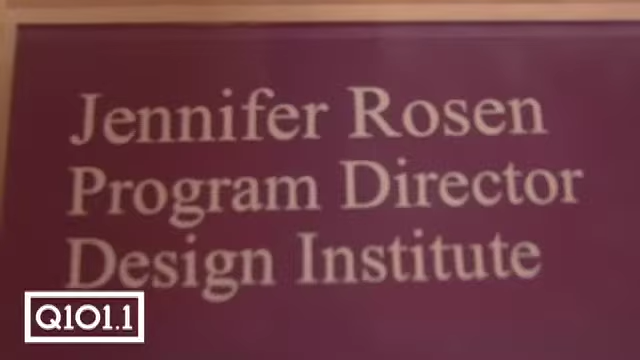 Jennifer Rosen
Program Director
Design Institute
Q101.1